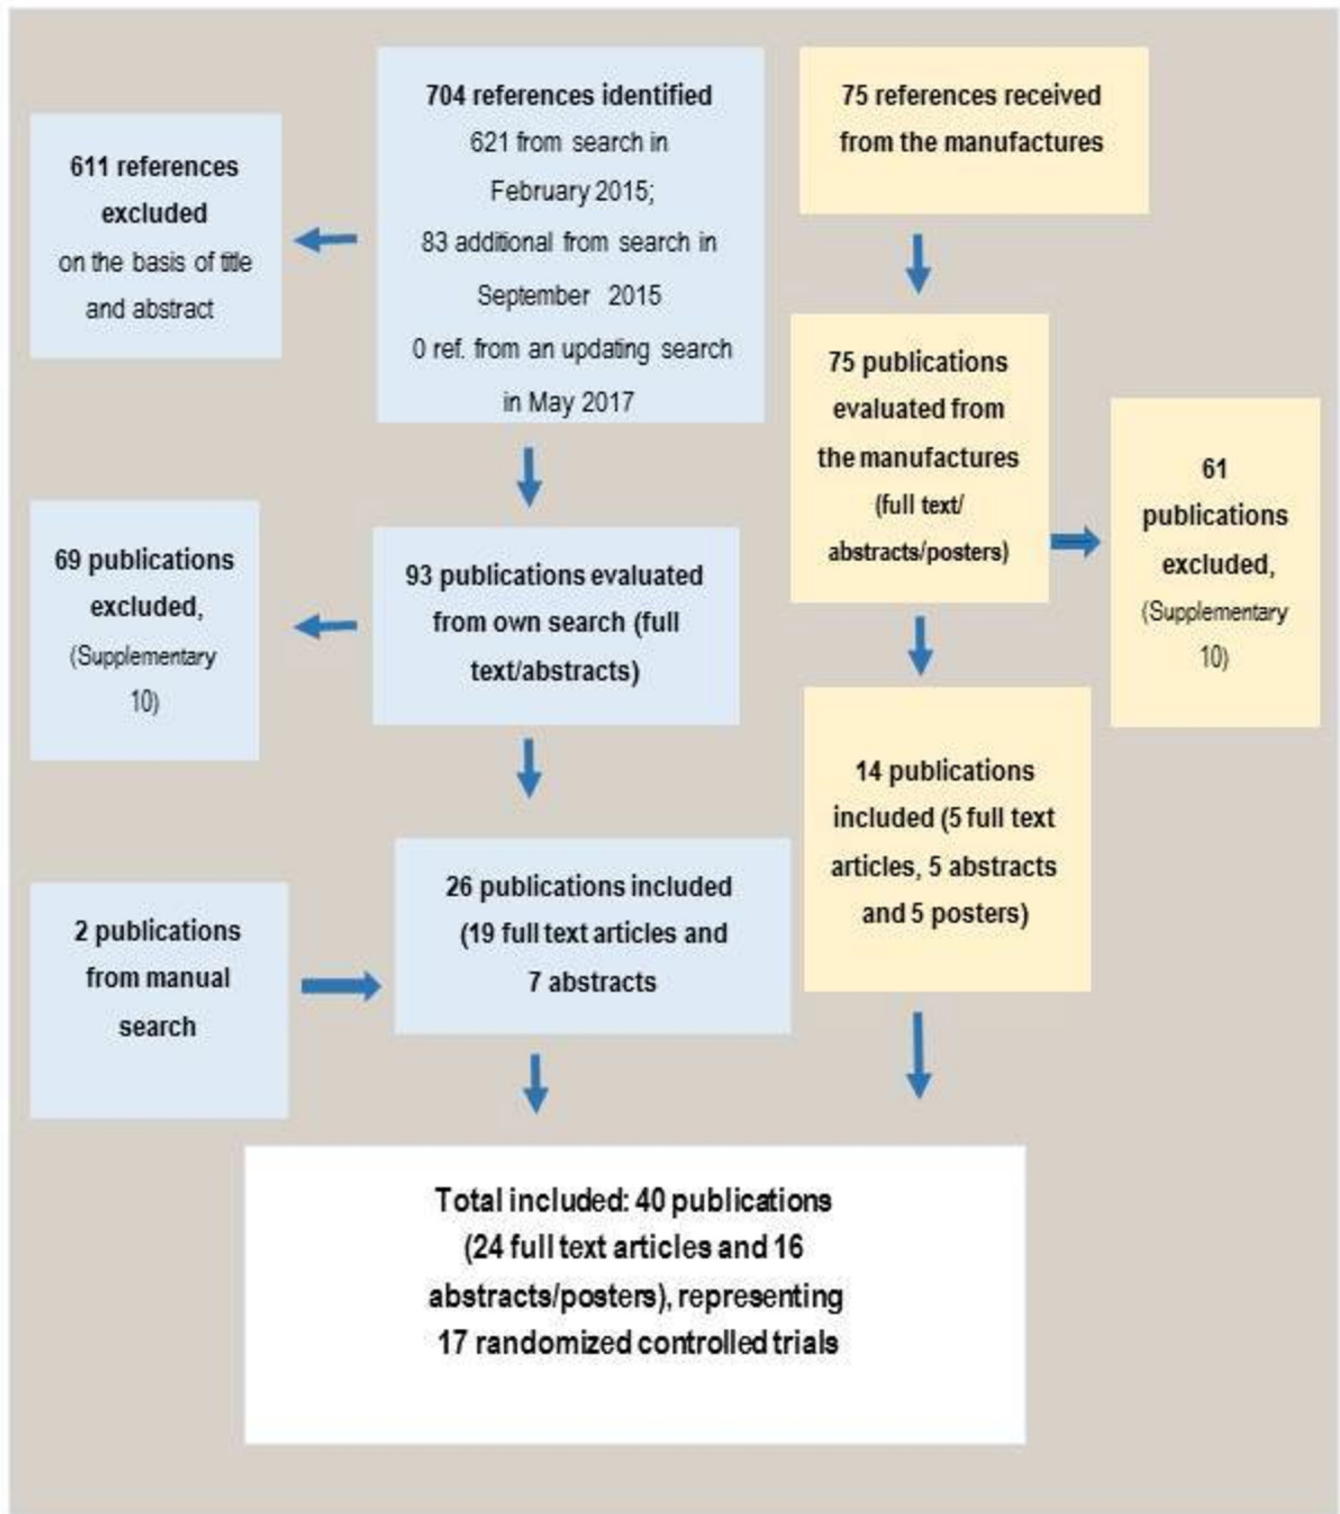 704 references identified
621 from search in
February 2015;
83 additional from search in
September 2015
0 ref. from an updating search
in May 2017
75 references received
from the manufactures
611 references
excluded
on the basis of title
and abstract
75 publications
evaluated from
the manufactures
(full text/
abstracts/posters)
61
publications
excluded,
(Supplementary
10)
69 publications
excluded,
(Supplementary
10)
93 publications evaluated
from own search (full
text/abstracts)
14 publications
included (5 full text
articles, 5 abstracts
and 5 posters)
2 publications
from manual
search
26 publications included
(19 full text articles and
7 abstracts
Total included: 40 publications
(24 full text articles and 16
abstracts/posters), representing
17 randomized controlled trials